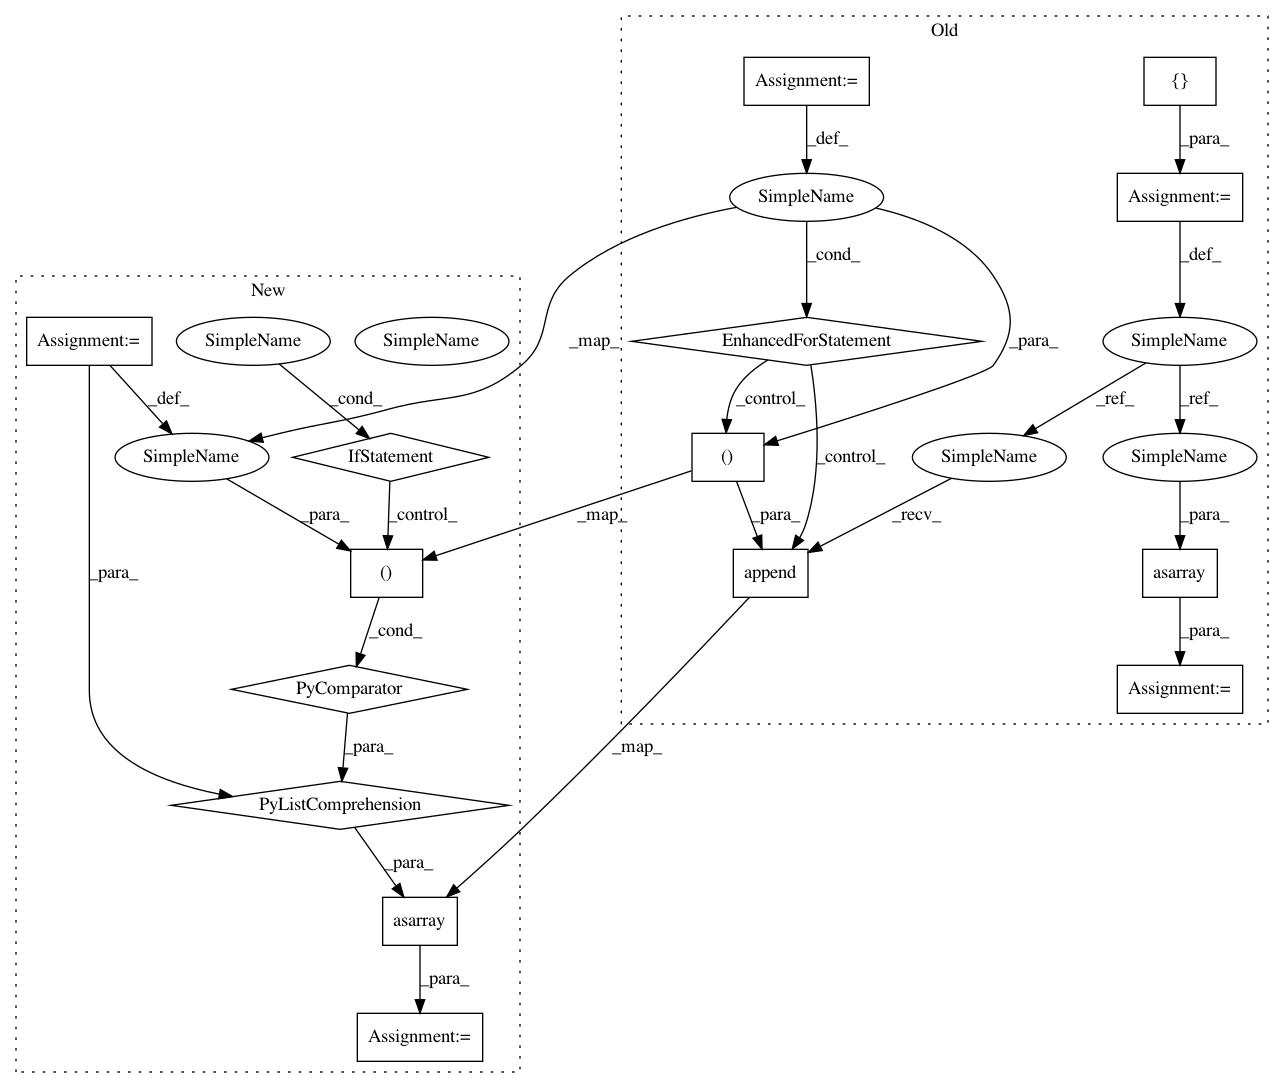 Old
Assignment:=
{}
_def_
_para_
SimpleName
Assignment:=
_cond_
_def_
New
Assignment:=
SimpleName
SimpleName
_map_
EnhancedForStatement
_para_
SimpleName
_def_
_cond_
_control_
_ref_
_ref_
SimpleName
IfStatement
()
_control_
SimpleName
SimpleName
_para_
_control_
_map_
_para_
_recv_
_para_
_para_
()
append
asarray
_cond_
_para_
PyComparator
Assignment:=
_para_
_map_
PyListComprehension
_para_
asarray
_para_
Assignment:=